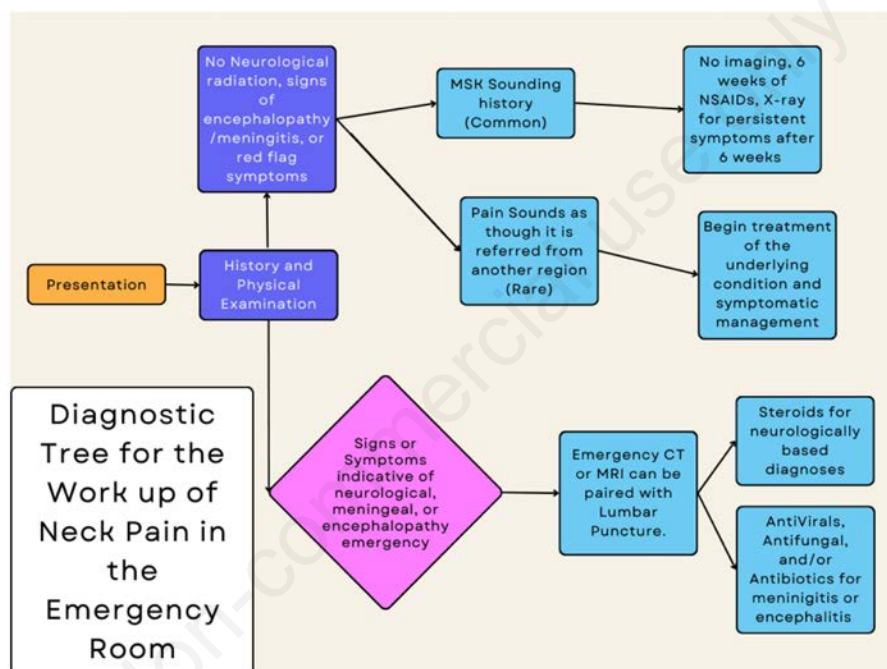 No Neurological
radiation, signs
of
encephalopathy
/meningitis, or
red flag
symptoms
MSK Sounding
history
(Common)
No imaging, 6
weeks of
NSAIDs, X-ray
for persistent
symptoms after
6 weeks
Pain Sounds as
though it is
referred from
another region
(Rare)
Begin treatment
of the
underlying
condition and
symptomatic
management
Presentation
History and
Physical
Examination
Diagnostic
Tree for the
Work up of
Neck Pain in
the
Emergency
Room
Signs or
Symptoms
indicative of
neurological,
meningeal, or
encephalopathy
emergency
Emergency CT
or MRI can be
paired with
Lumbar
Puncture.
Steroids for
neurologically
based
diagnoses
AntiVirals,
Antifungal,
and/or
Antibiotics for
meninigitis or
encephalitis
on-commercial use only